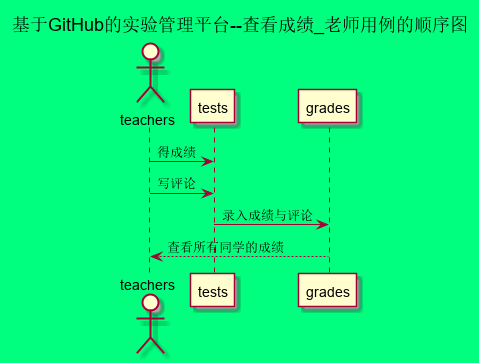 基于GitHub的实验管理平台--查看成绩_老师用例的顺序图
teachers
tests
grades
得成绩
写评论
录入成绩与评论
查看所有同学的成绩
teachers
tests
grades